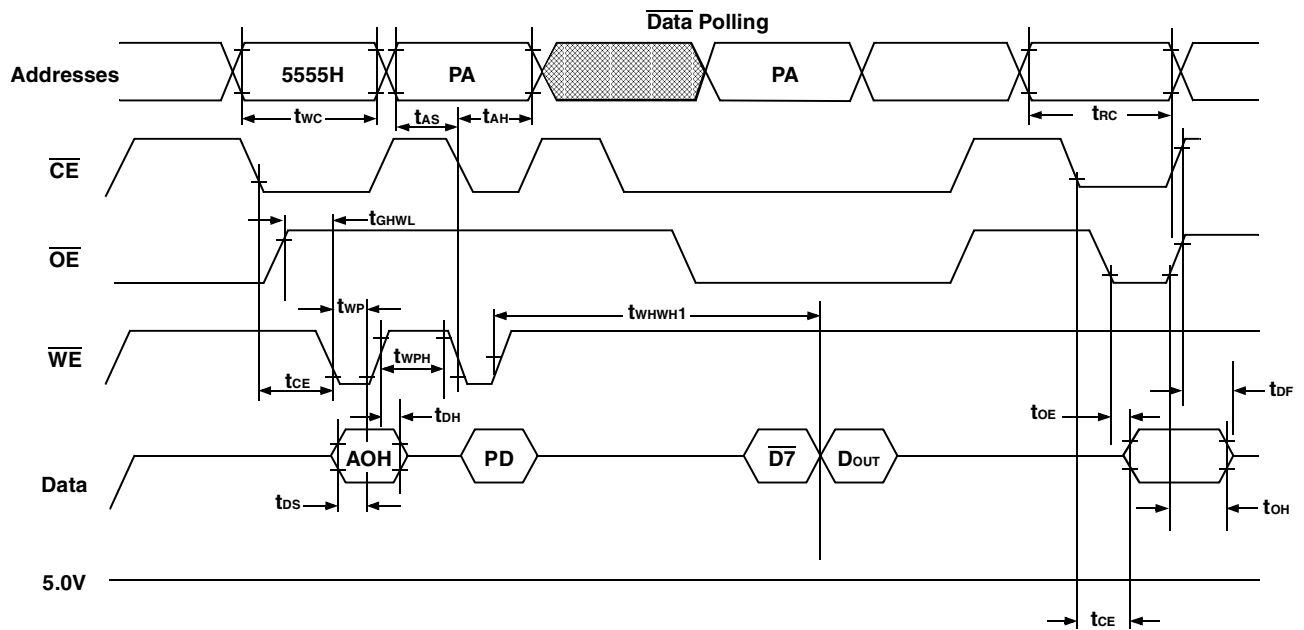 Data Polling
Addresses
5555H
PA
PA
tWC
tAS
tAH
tRC
CE
tGHWL
OE
tWP
tWHWH1
WE
tWPH
tCE
tDF
tDH
tOE
AOH
PD
D7
DOUT
Data
tDS
tOH
5.0V
tCE